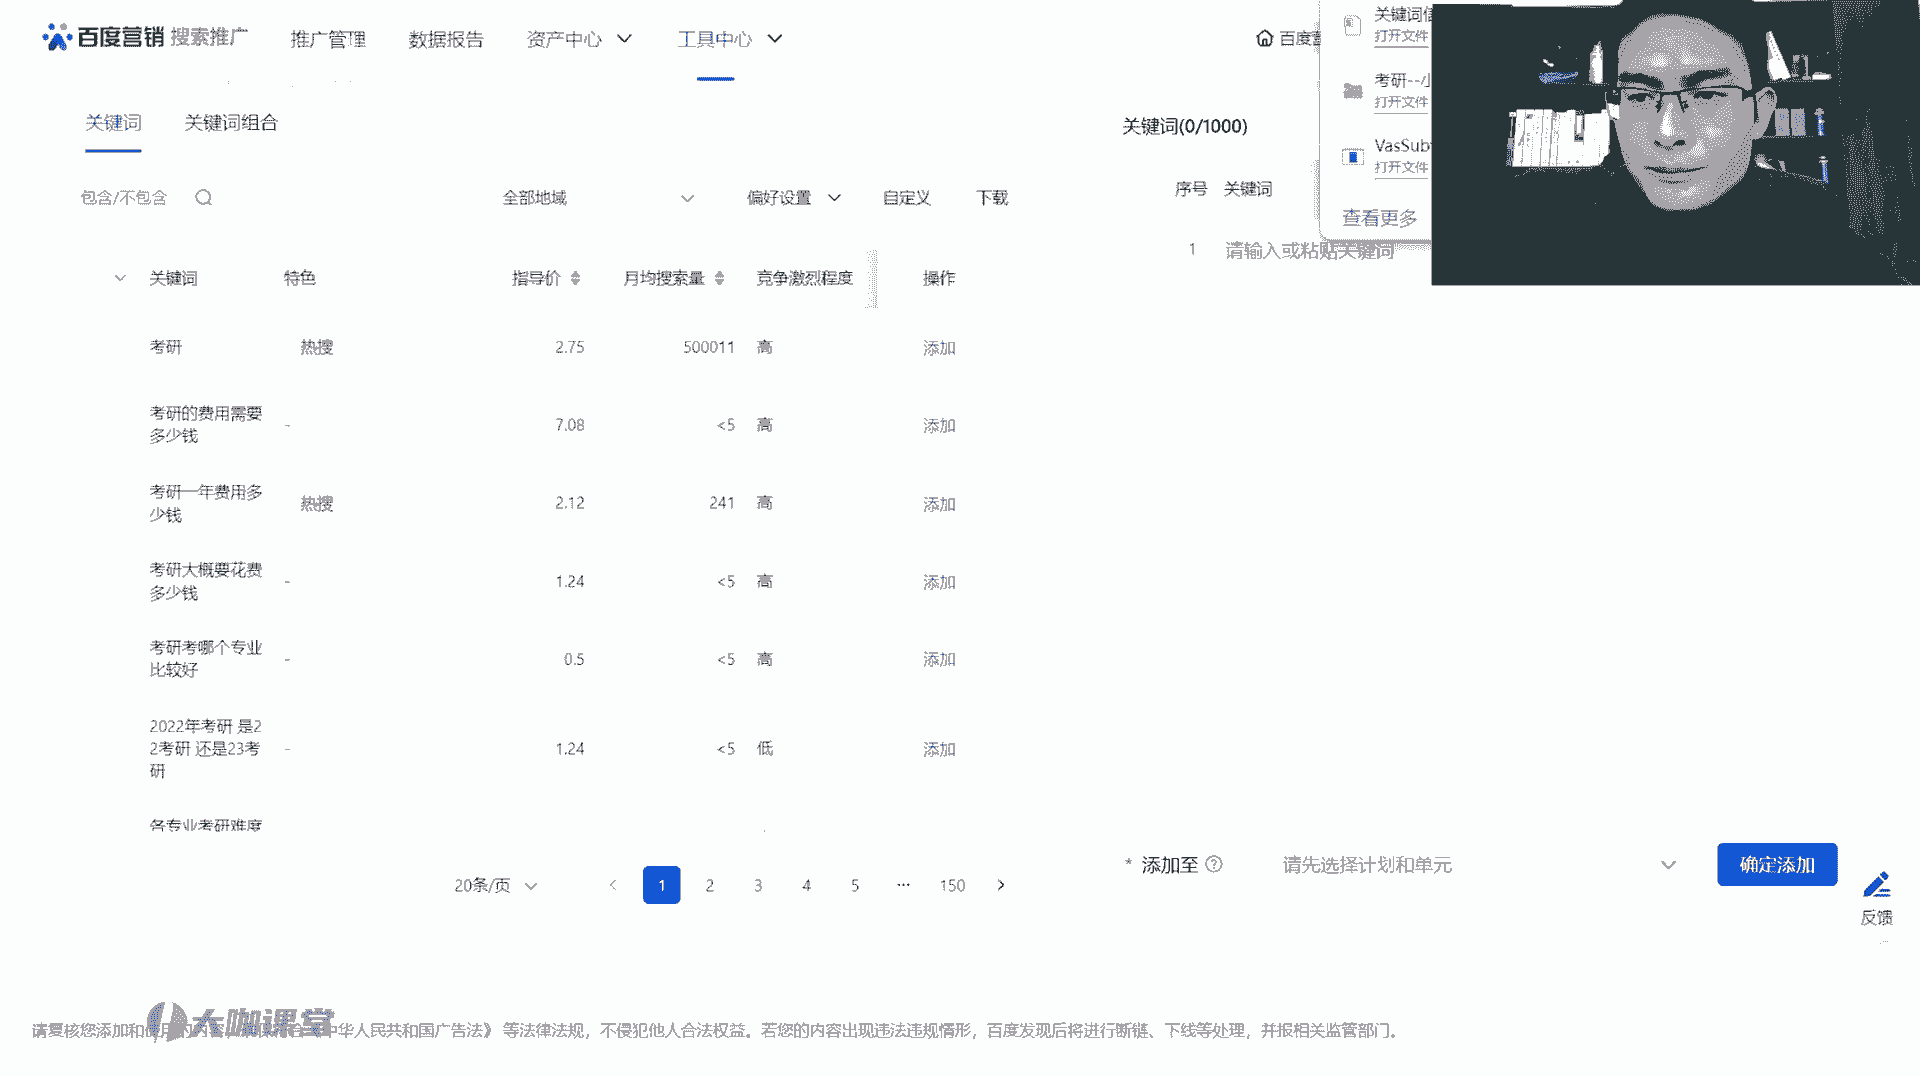 百度营销 搜索推广 推广管理 数据报告 资产中心 工具中心
关键词 关键词组合
包含/不包含 全部地域 偏好设置 自定义 下载
关键词 特色 指导价 月均搜索量 竞争激烈程度 操作
考研 热搜 2.75 500011 高 添加
考研的费用需要
多少钱 - 7.08 <5 高 添加
考研一年费用多
少钱 热搜 2.12 241 高 添加
考研大概要花费
多少钱 - 1.24 <5 高 添加
考研考哪个专业
比较好 - 0.5 <5 高 添加
2022年考研 是2
2考研 还是23考 - 1.24 <5 低 添加
研
各专业考研难度
20条/页 1 2 3 4 5 ... 150
关键词(0/1000)
序号 关键词
1 请输入或粘贴关键词
百度营
关键词信
打开文件
考研--小
打开文件
VasSub
打开文件
查看更多
* 添加至 请先选择计划和单元 确定添加
反馈
大咖课堂
请复核您添加和使用的内容 中华人民共和国广告法》 等法律法规，不侵犯他人合法权益。若您的内容出现违法违规情形，百度发现后将进行断链、下线等处理，并报相关监管部门。